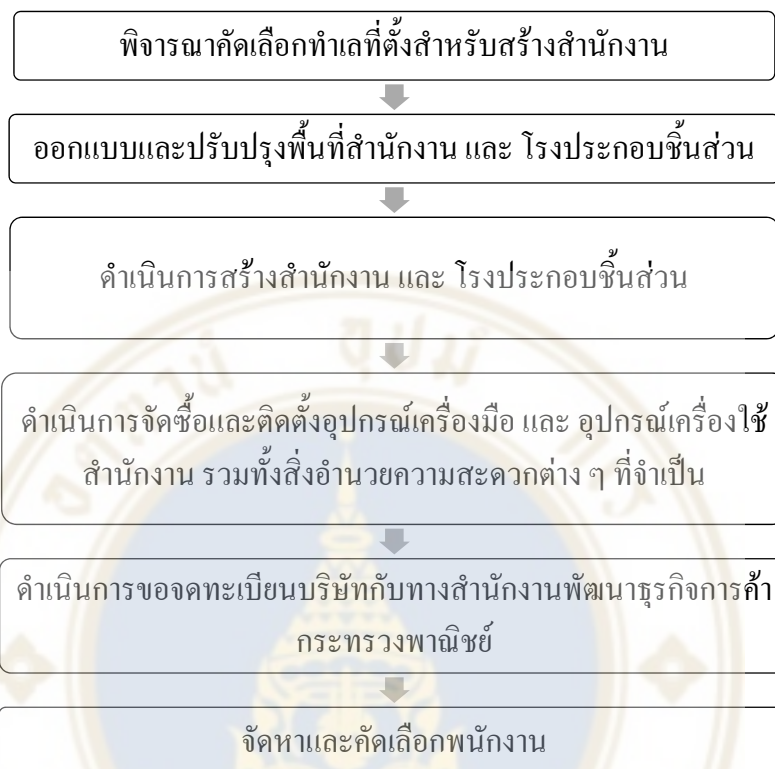 พิจารณาคัดเลือกทำเลที่ตั้งสำหรับสร้างสำนักงาน
ออกแบบและปรับปรุงพื้นที่สำนักงาน และ โรงประกอบชิ้นส่วน
ดำเนินการสร้างสำนักงาน และ โรงประกอบชิ้นส่วน
ดำเนินการจัดซื้อและติดตั้งอุปกรณ์เครื่องมือ และ อุปกรณ์เครื่องใช้
สำนักงาน รวมทั้งสิ่งอำนวยความสะดวกต่าง ๆ ที่จำเป็น
ดำเนินการขอจดทะเบียนบริษัทกับทางสำนักงานพัฒนาธุรกิจการค้า
กระทรวงพาณิชย์
จัดหาและคัดเลือกพนักงาน